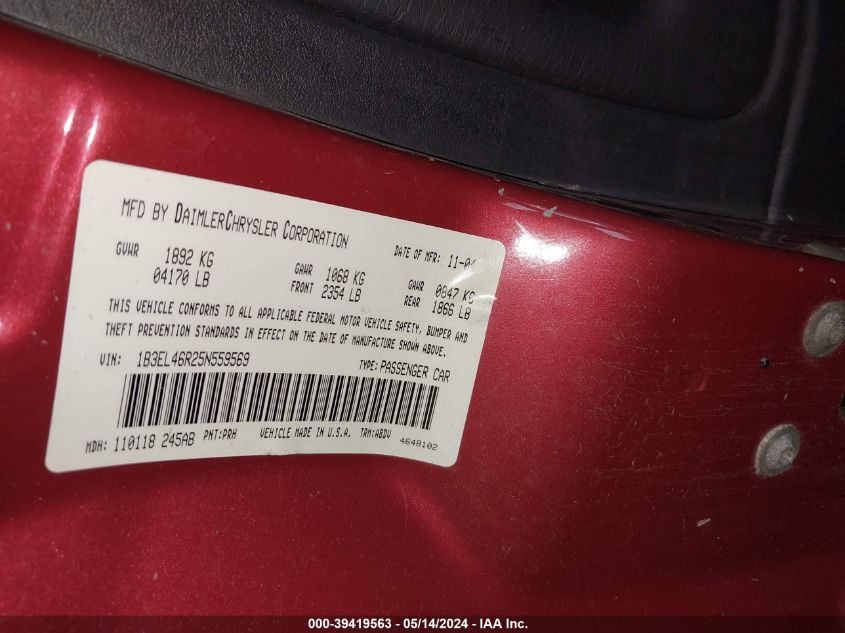 MFD BY DAIMLERCHRYSLER CORPORATION
DATE OF MFR: 11-04
GVWR 1892 KG 04170 LB
GAWR FRONT 1068 KG 2354 LB
GAWR REAR 0847 KG 1866 LB
THIS VEHICLE CONFORMS TO ALL APPLICABLE FEDERAL MOTOR VEHICLE SAFETY, BUMPER AND
THEFT PREVENTION STANDARDS IN EFFECT ON THE DATE OF MANUFACTURE SHOWN ABOVE.
VIN: 1B3EL46R25N559569 TYPE: PASSENGER CAR
MDH: 110118 245AB PNT:PRH VEHICLE MADE IN U.S.A. TRM:ABDV 4648102
000-39419563 - 05/14/2024 - IAA Inc.